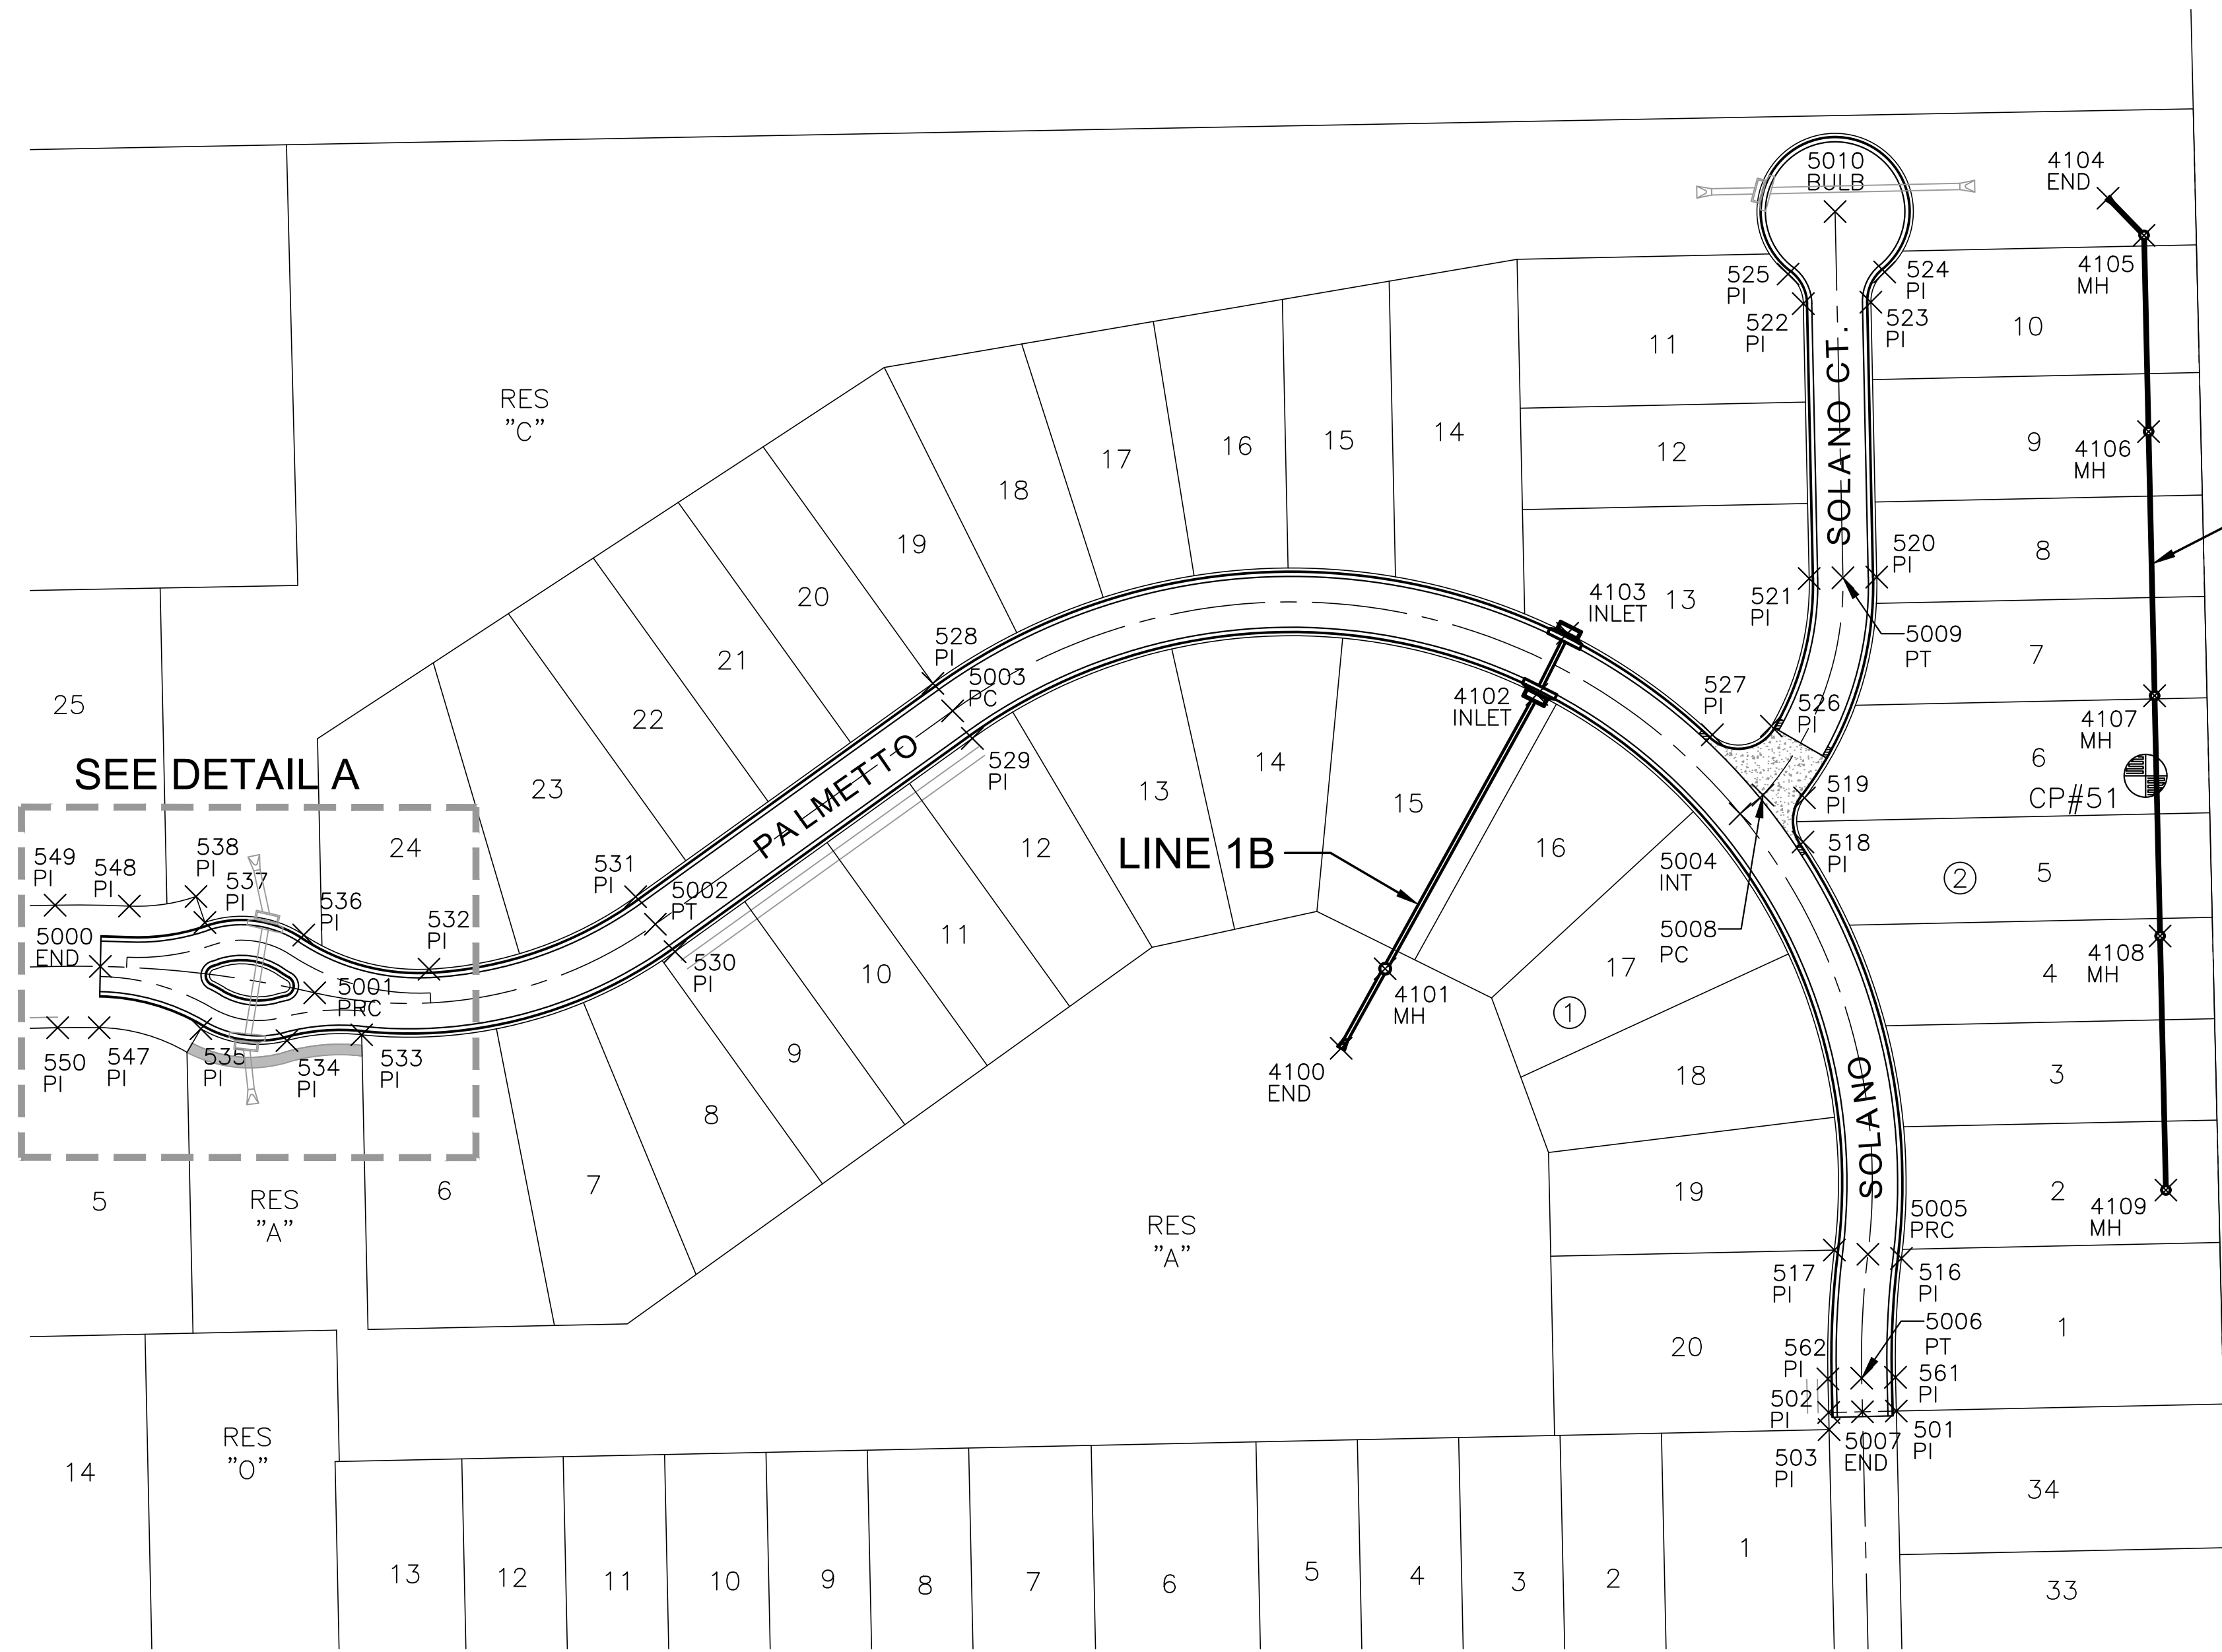 5010
BULB
4104
END
4105
MH
525
PI
524
PI
522
PI
523
PI
SOLANO CT.
11
10
12
9
4106
MH
RES
"C"
19
18
17
16
15
14
8
520
PI
521
PI
4103
INLET
13
5009
PT
7
20
21
22
23
24
25
528
PI
5003
PC
529
PI
4102
INLET
527
PI
526
PI
4107
MH
6
CP#51
519
PI
518
PI
SEE DETAIL A
PALMETTO
LINE 1B
549
PI
548
PI
538
PI
537
PI
536
PI
532
PI
531
PI
5002
PT
530
PI
5000
END
5001
PRC
550
PI
547
PI
535
PI
534
PI
533
PI
14
13
12
11
10
9
8
7
6
5
RES
"A"
15
16
17
18
19
20
5004
INT
5008
PC
4101
MH
4100
END
1
2
5
4
3
2
1
4108
MH
4109
MH
SOLANO
RES
"A"
5005
PRC
517
PI
516
PI
5006
PT
562
PI
561
PI
502
PI
501
PI
503
PI
5007
END
14
RES
"O"
13
12
11
10
9
8
7
6
5
4
3
2
1
34
33